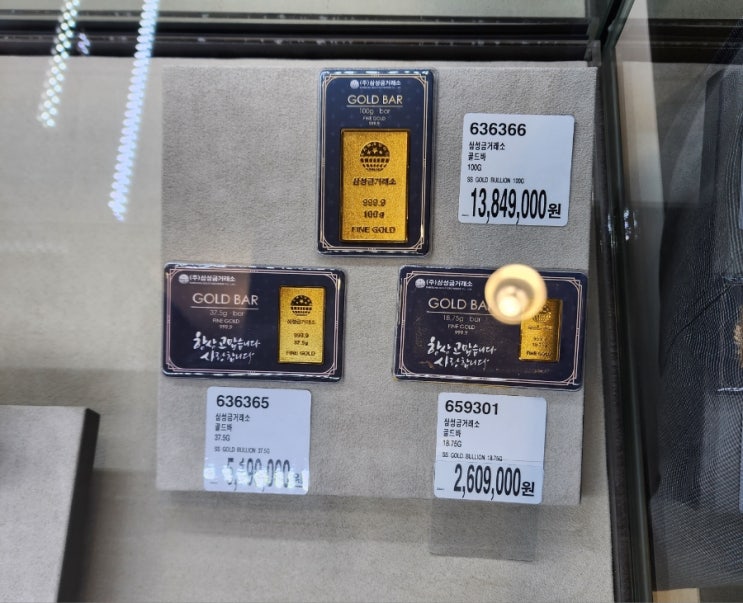 (주)삼성금거래소
GOLD BAR
100g bar
FINE GOLD
999.9
삼성금거래소
999.9
100g
FINE GOLD
636366
삼성금거래소
골드바
100G
SS GOLD BULLION 100G
13,849,000원
(주)삼성금거래소
GOLD BAR
37.5g bar
FINE GOLD
999.9
항상 고맙습니다
사랑합니다
삼성금거래소
999.9
37.5g
FINE GOLD
(주)삼성금거래소
GOLD BA
18.75g bar
FINE GOLD
999.9
항상 고맙습니다
사랑합니다
FINE GOLD
636365
삼성금거래소
골드바
37.5G
SS GOLD BULLION 37.5G
659301
삼성금거래소
골드바
18.75G
SS GOLD BULLION 18.75G
2,609,000원